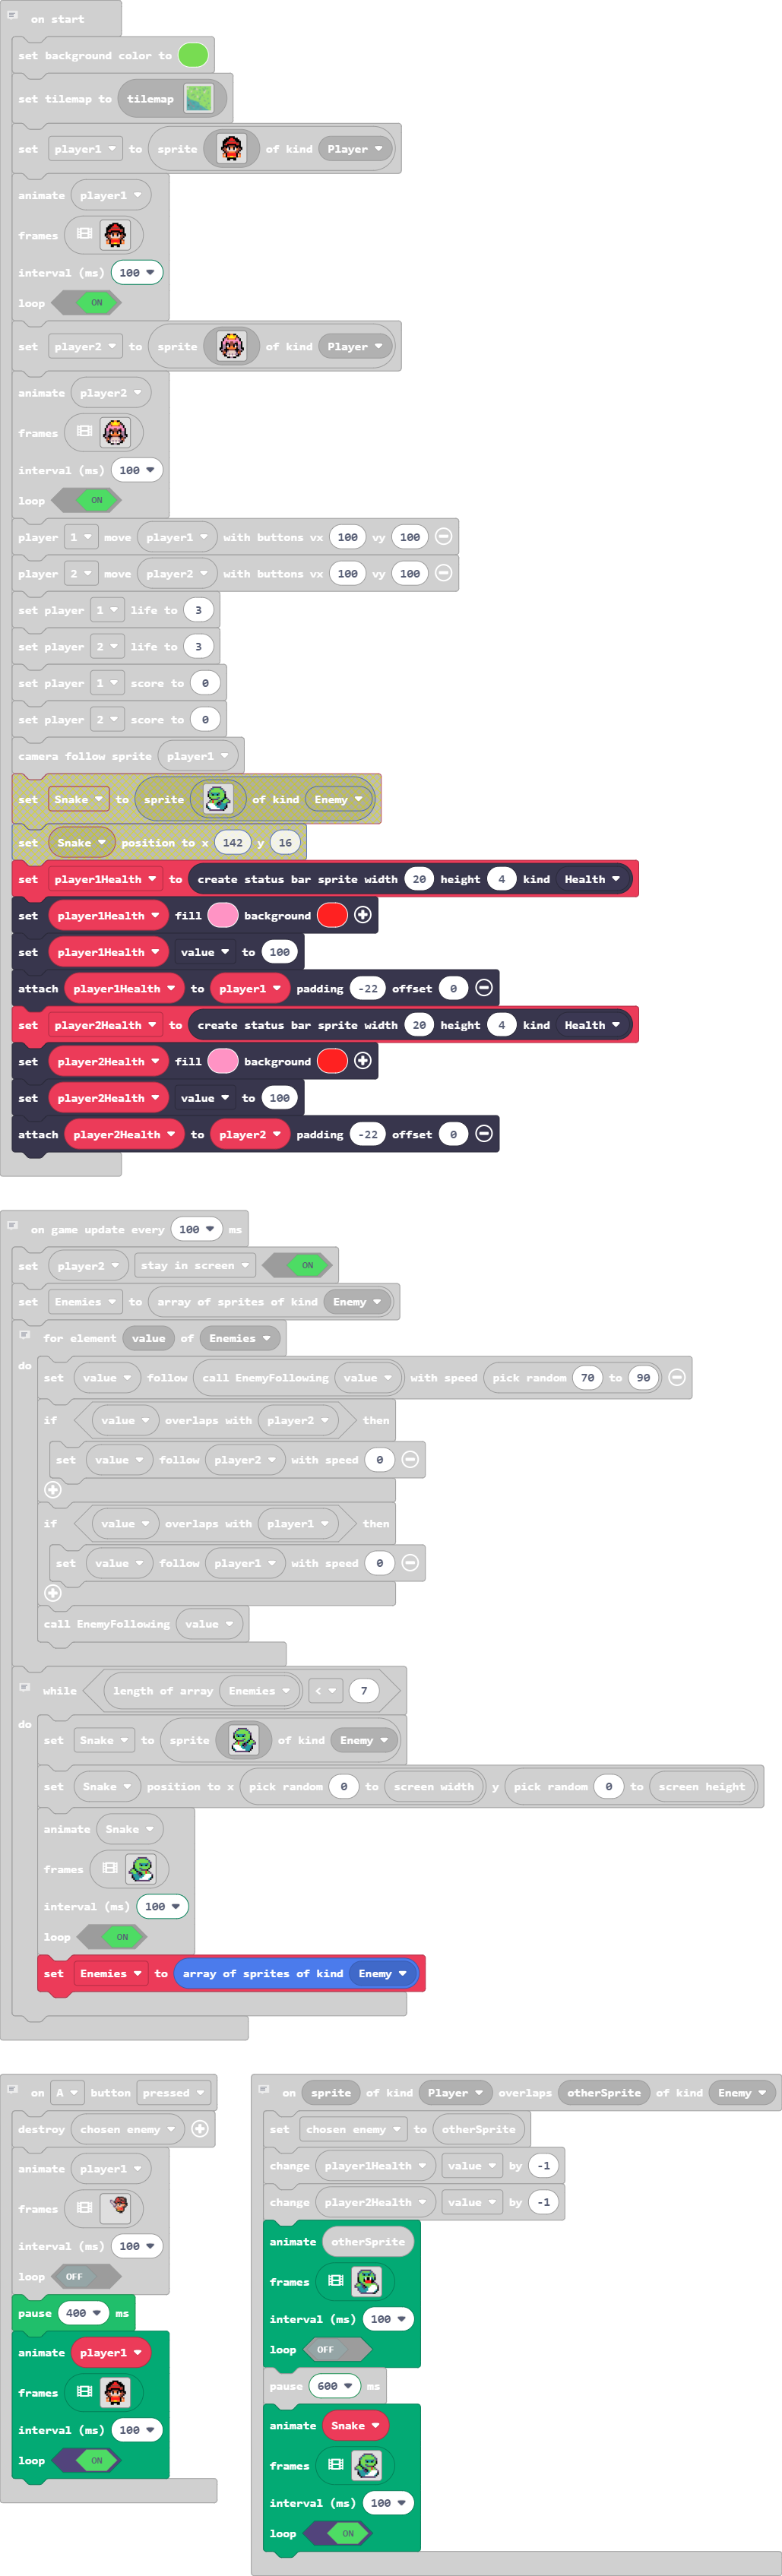 on start
set background color to
set tilemap to tilemap
set player1 to sprite of kind Player
animate player1
frames
interval (ms) 100
loop ON
set player2 to sprite of kind Player
animate player2
frames
interval (ms) 100
loop ON
player 1 move player1 with buttons vx 100 vy 100
player 2 move player2 with buttons vx 100 vy 100
set player 1 life to 3
set player 2 life to 3
set player 1 score to 0
set player 2 score to 0
camera follow sprite player1
set Snake to sprite of kind Enemy
set Snake position to x 142 y 16
set player1Health to create status bar sprite width 20 height 4 kind Health
set player1Health fill background
set player1Health value to 100
attach player1Health to player1 padding -22 offset 0
set player2Health to create status bar sprite width 20 height 4 kind Health
set player2Health fill background
set player2Health value to 100
attach player2Health to player2 padding -22 offset 0
on game update every 100 ms
set player2 stay in screen ON
set Enemies to array of sprites of kind Enemy
for element value of Enemies
do
set value follow call EnemyFollowing value with speed pick random 70 to 90
if value overlaps with player2 then
set value follow player2 with speed 0
if value overlaps with player1 then
set value follow player1 with speed 0
call EnemyFollowing value
while length of array Enemies < 7
do
set Snake to sprite of kind Enemy
set Snake position to x pick random 0 to screen width y pick random 0 to screen height
animate Snake
frames
interval (ms) 100
loop ON
set Enemies to array of sprites of kind Enemy
on A button pressed
destroy chosen enemy
animate player1
frames
interval (ms) 100
loop OFF
pause 400 ms
animate player1
frames
interval (ms) 100
loop ON
on sprite of kind Player overlaps otherSprite of kind Enemy
set chosen enemy to otherSprite
change player1Health value by -1
change player2Health value by -1
animate otherSprite
frames
interval (ms) 100
loop OFF
pause 600 ms
animate Snake
frames
interval (ms) 100
loop ON